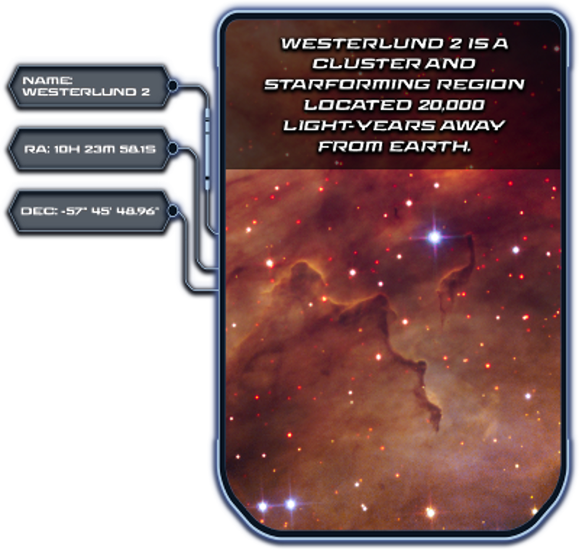 NAME:
WESTERLUND 2
RA: 10H 23M 58.1S
DEC: -57° 45' 48.96"
WESTERLUND 2 IS A
CLUSTER AND
STARFORMING REGION
LOCATED 20,000
LIGHT-YEARS AWAY
FROM EARTH.